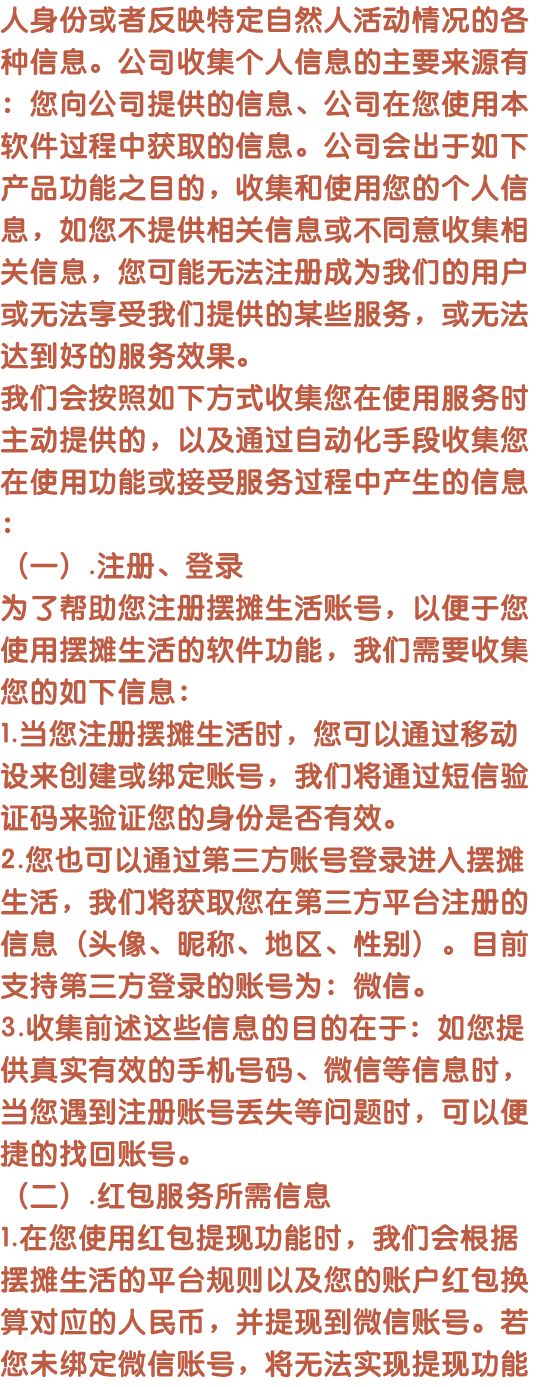 人身份或者反映特定自然人活动情况的各
种信息。公司收集个人信息的主要来源有
：您向公司提供的信息、公司在您使用本
软件过程中获取的信息。公司会出于如下
产品功能之目的，收集和使用您的个人信
息，如您不提供相关信息或不同意收集相
关信息，您可能无法注册成为我们的用户
或无法享受我们提供的某些服务，或无法
达到好的服务效果。
我们会按照如下方式收集您在使用服务时
主动提供的，以及通过自动化手段收集您
在使用功能或接受服务过程中产生的信息
：
（一）.注册、登录
为了帮助您注册摆摊生活账号，以便于您
使用摆摊生活的软件功能，我们需要收集
您的如下信息：
1.当您注册摆摊生活时，您可以通过移动
设来创建或绑定账号，我们将通过短信验
证码来验证您的身份是否有效。
2.您也可以通过第三方账号登录进入摆摊
生活，我们将获取您在第三方平台注册的
信息（头像、昵称、地区、性别）。目前
支持第三方登录的账号为：微信。
3.收集前述这些信息的目的在于：如您提
供真实有效的手机号码、微信等信息时，
当您遇到注册账号丢失等问题时，可以便
捷的找回账号。
（二）.红包服务所需信息
1.在您使用红包提现功能时，我们会根据
摆摊生活的平台规则以及您的账户红包换
算对应的人民币，并提现到微信账号。若
您未绑定微信账号，将无法实现提现功能